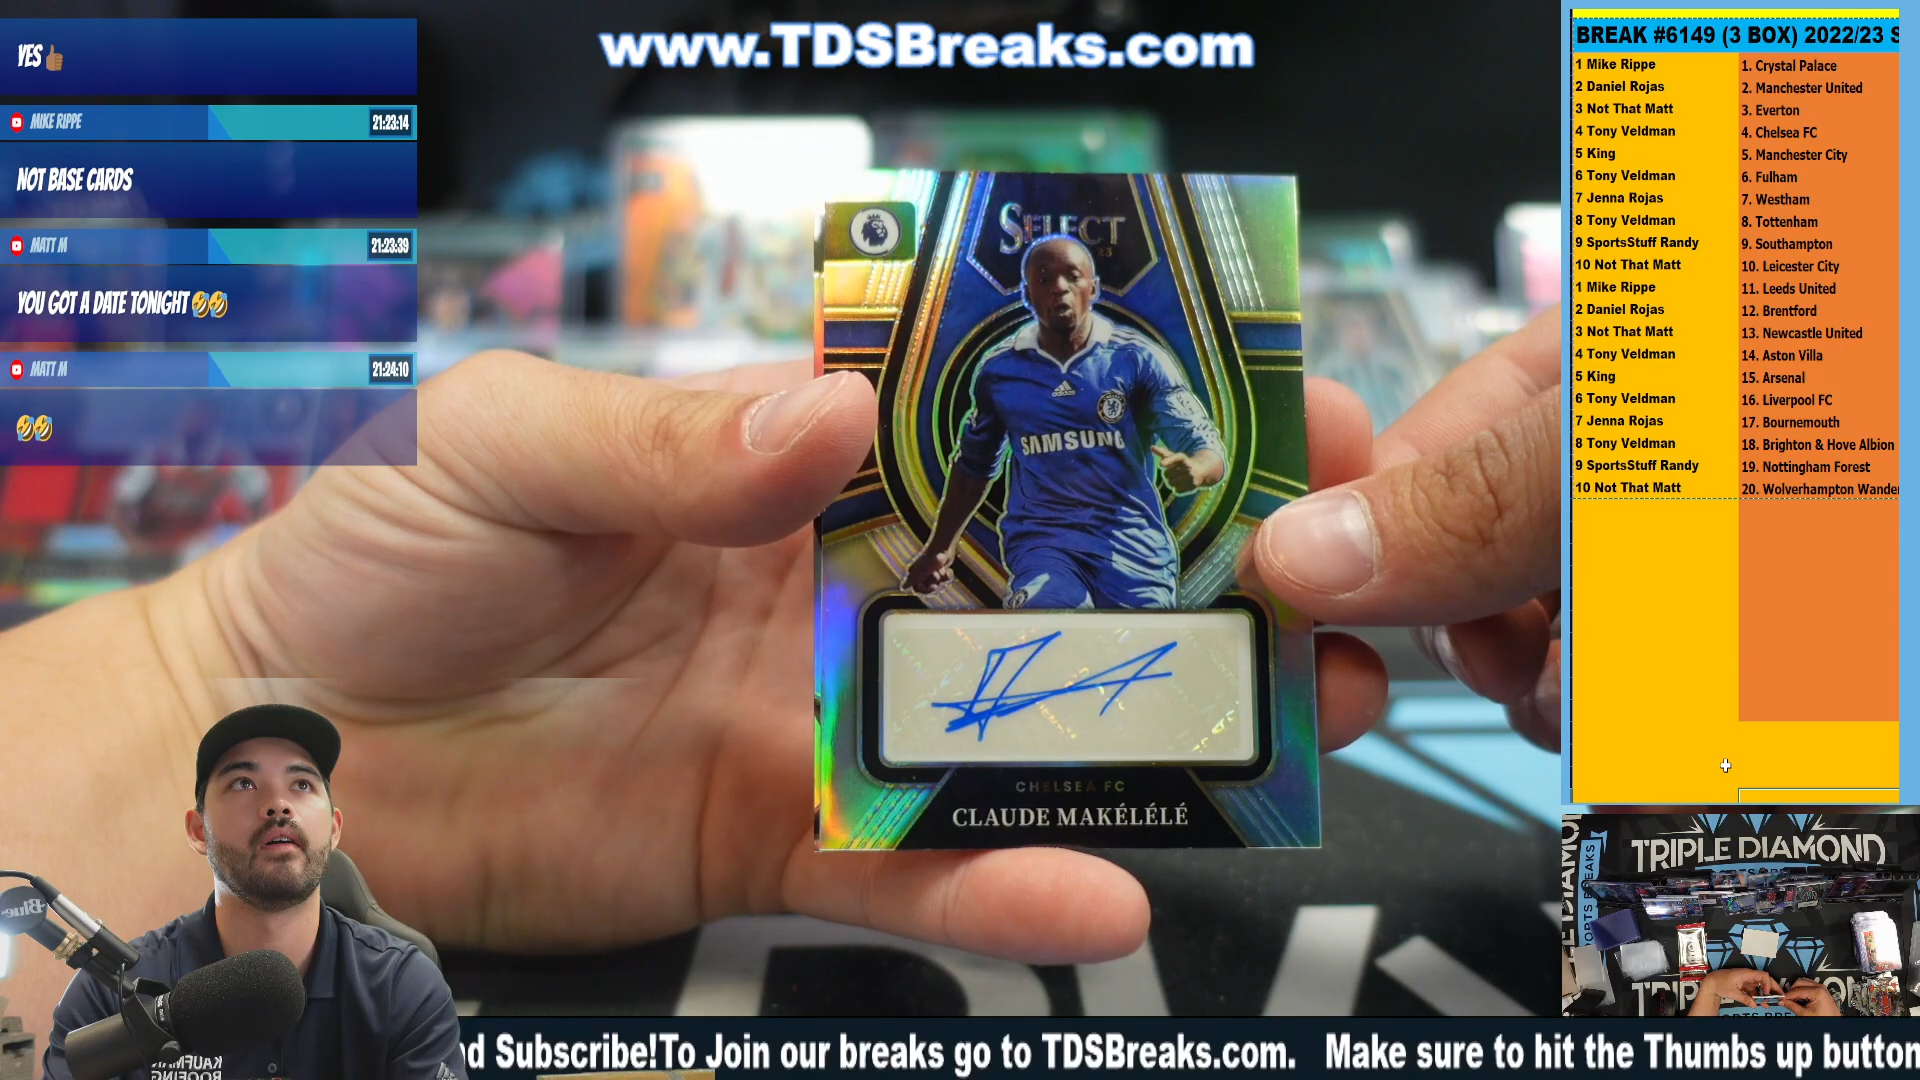 YES👍🏾
MIKE RIPPE 21:23:14
NOT BASE CARDS
MATT M 21:23:39
YOU GOT A DATE TONIGHT🤣🤣
MATT M 21:24:10
🤣🤣
www.TDSBreaks.com
SELECT
23
SAMSUNG
CHELSEA FC
CLAUDE MAKÉLÉLÉ
BREAK #6149 (3 BOX) 2022/23 S
1 Mike Rippe 1. Crystal Palace
2 Daniel Rojas 2. Manchester United
3 Not That Matt 3. Everton
4 Tony Veldman 4. Chelsea FC
5 King 5. Manchester City
6 Tony Veldman 6. Fulham
7 Jenna Rojas 7. Westham
8 Tony Veldman 8. Tottenham
9 SportsStuff Randy 9. Southampton
10 Not That Matt 10. Leicester City
1 Mike Rippe 11. Leeds United
2 Daniel Rojas 12. Brentford
3 Not That Matt 13. Newcastle United
4 Tony Veldman 14. Aston Villa
5 King 15. Arsenal
6 Tony Veldman 16. Liverpool FC
7 Jenna Rojas 17. Bournemouth
8 Tony Veldman 18. Brighton & Hove Albion
9 SportsStuff Randy 19. Nottingham Forest
10 Not That Matt 20. Wolverhampton Wande
TRIPLE DIAMOND
Blue
KAUFMAN
ROOFING
d Subscribe!To Join our breaks go to TDSBreaks.com. Make sure to hit the Thumbs up button